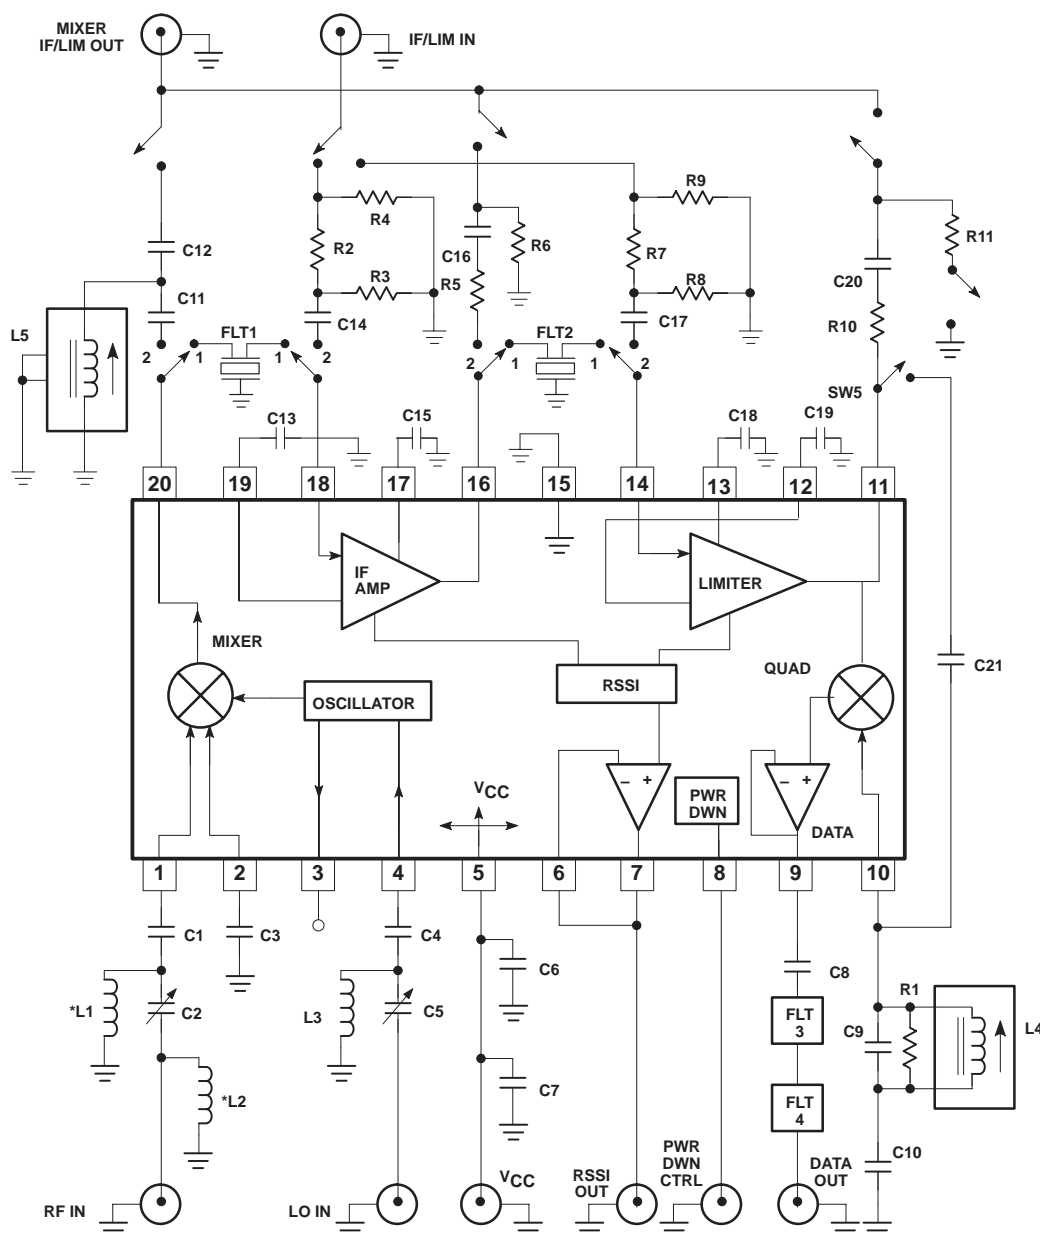 MIXER
IF/LIM OUT
IF/LIM IN
R9
R4
R11
R2
R6
R7
C12
C16
C20
R3
R5
R8
C11
C14
C17
R10
L5
FLT1
FLT2
2
1
1
2
2
1
1
2
SW5
C13
C15
C18
C19
20
19
18
17
16
15
14
13
12
11
IF
AMP
LIMITER
MIXER
QUAD
C21
RSSI
OSCILLATOR
VCC
– +
PWR
DWN
– +
DATA
1
2
3
4
5
6
7
8
9
10
C1
C3
C4
C6
C8
R1
*L1
C2
L3
C5
FLT
3
C9
L4
C7
*L2
FLT
4
C10
RF IN
LO IN
VCC
RSSI
OUT
PWR
DWN
CTRL
DATA
OUT